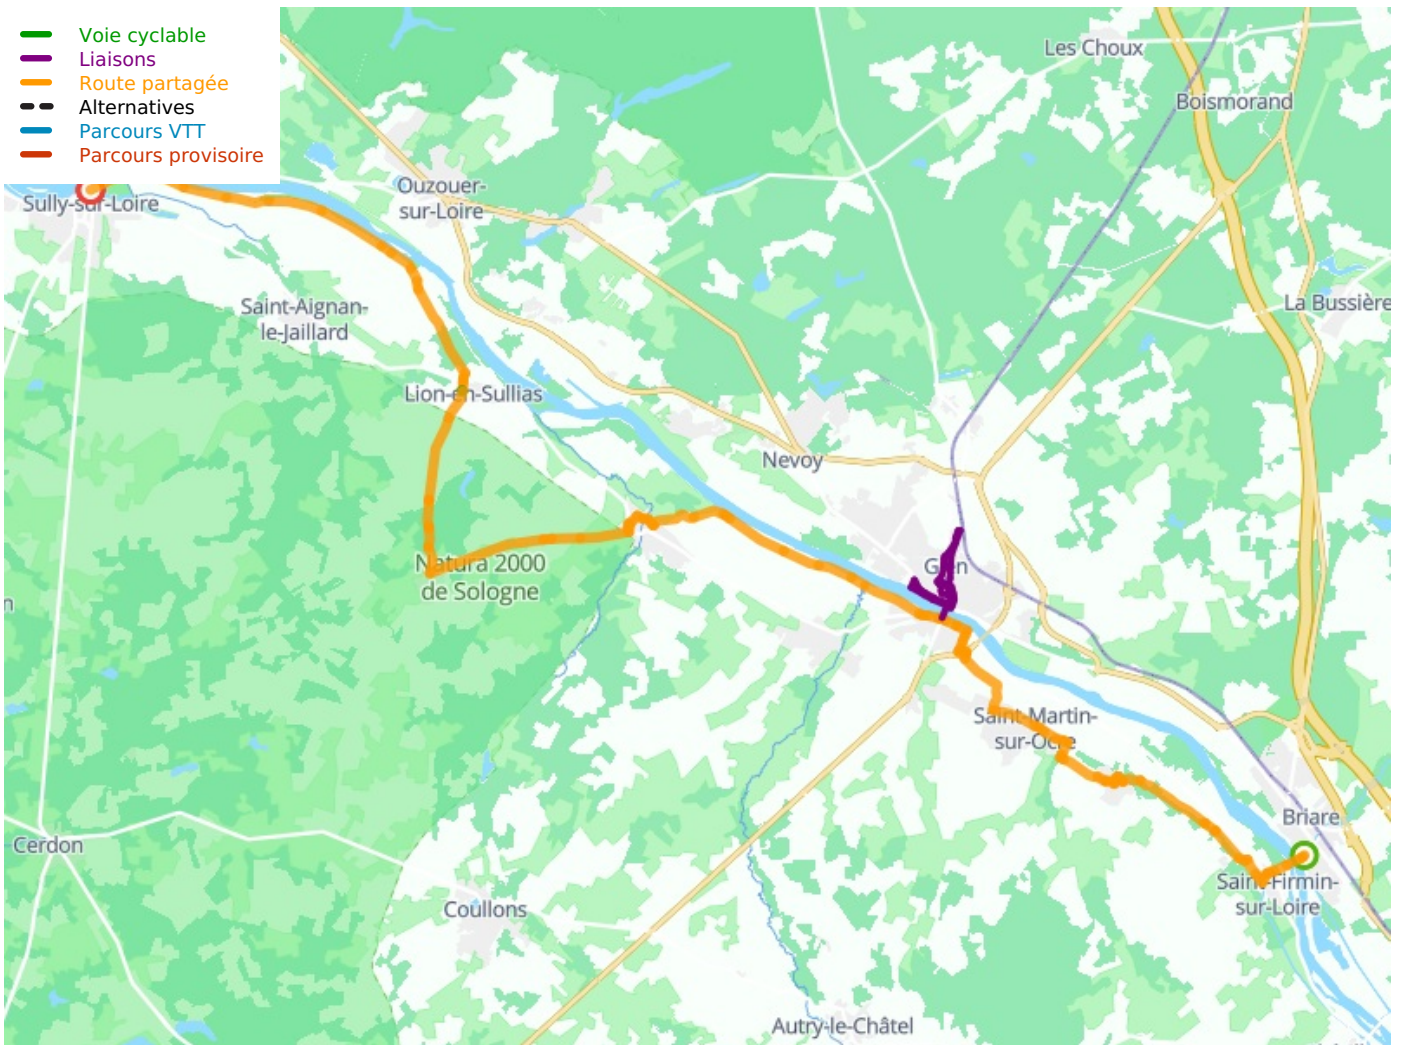 Voie cyclable
Liaisons
Route partagée
Alternatives
Parcours VTT
Parcours provisoire
Les Choux
Boismorand
Ouzouer-
sur-Loire
Sully-sur-Loire
La Bussière
Saint-Aignan-
le-Jaillard
Lion-en-Sullias
Nevoy
Natura 2000
de Sologne
Gien
n
Saint-Martin-
sur-Ocre
Briare
Cerdon
Saint-Firmin-
sur-Loire
Coullons
Autry-le-Châtel